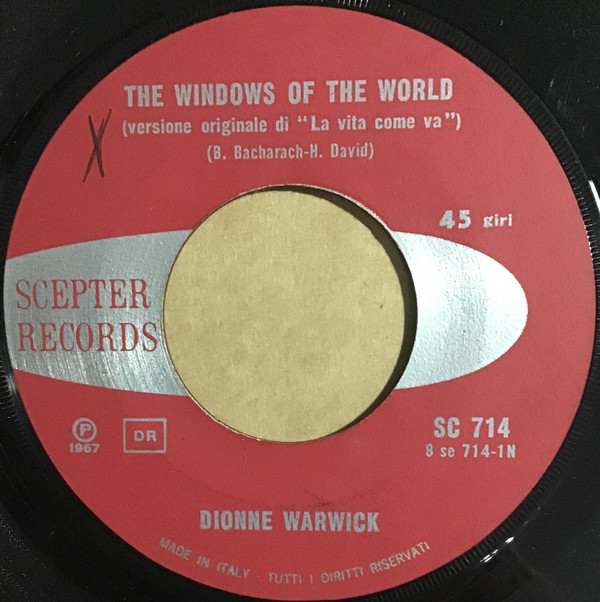 THE WINDOWS OF THE WORLD
(versione originale di "La vita come va")
(B. Bacharach-H. David)
X
45 giri
SCEPTER
RECORDS
P
1967
DR
SC 714
8 se 714-1N
DIONNE WARWICK
MADE IN ITALY - TUTTI I DIRITTI RISERVATI